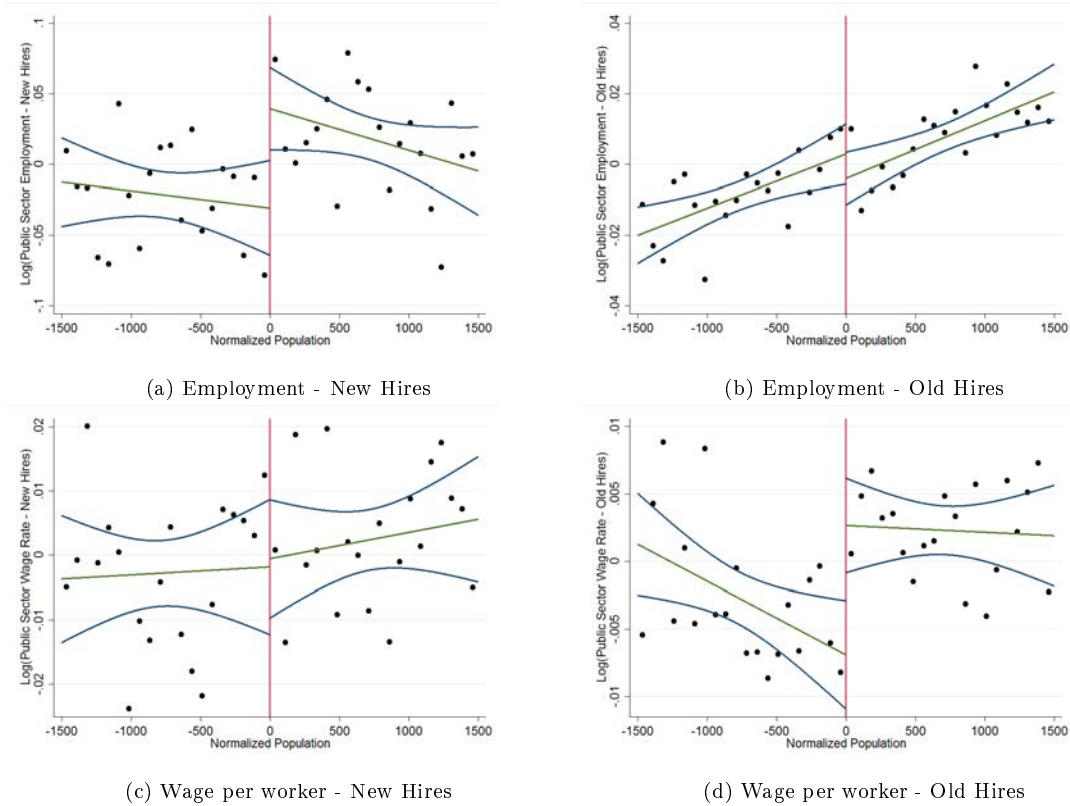 Log(Public Sector Employment - New Hires)
.1
.05
0
-.05
-.1
-1500 -1000 -500 0 500 1000 1500
Normalized Population
(a) Employment - New Hires
Log(Public Sector Employment - Old Hires)
.04
.02
0
-.02
-.04
-1500 -1000 -500 0 500 1000 1500
Normalized Population
(b) Employment - Old Hires
Log(Public Sector Wage Rate - New Hires)
.02
.01
0
-.01
-.02
-1500 -1000 -500 0 500 1000 1500
Normalized Population
(c) Wage per worker - New Hires
Log(Public Sector Wage Rate - Old Hires)
.01
.005
0
-.005
-.01
-1500 -1000 -500 0 500 1000 1500
Normalized Population
(d) Wage per worker - Old Hires